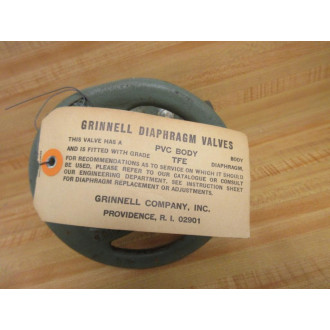 GRINNELL DIAPHRAGM VALVES
THIS VALVE HAS A PVC BODY BODY
AND IS FITTED WITH GRADE TFE DIAPHRAGM,
FOR RECOMMENDATIONS AS TO SERVICE ON WHICH IT SHOULD
BE USED, PLEASE REFER TO OUR CATALOGUE OR CONSULT
OUR ENGINEERING DEPARTMENT. SEE INSTRUCTION SHEET
FOR DIAPHRAGM REPLACEMENT OR ADJUSTMENTS.
GRINNELL COMPANY, INC.
PROVIDENCE, R. I. 02901